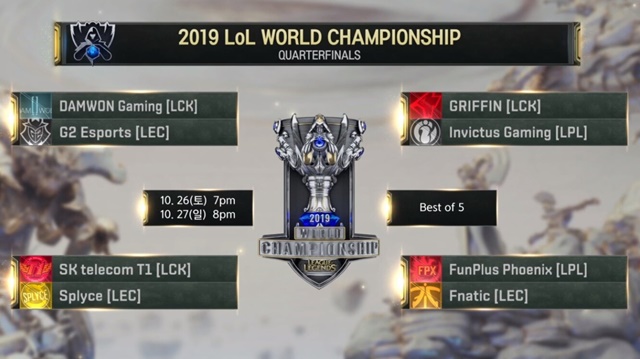 2019 LoL WORLD CHAMPIONSHIP
QUARTERFINALS
DAMWON Gaming [LCK]
G2 Esports [LEC]
GRIFFIN [LCK]
Invictus Gaming [LPL]
10. 26(토) 7pm
10. 27(일) 8pm
Best of 5
2019
WORLD
CHAMPIONSHIP
LEAGUE OF
LEGENDS
SK telecom T1 [LCK]
SPLYCE
Splyce [LEC]
FPX
FunPlus Phoenix [LPL]
Fnatic [LEC]